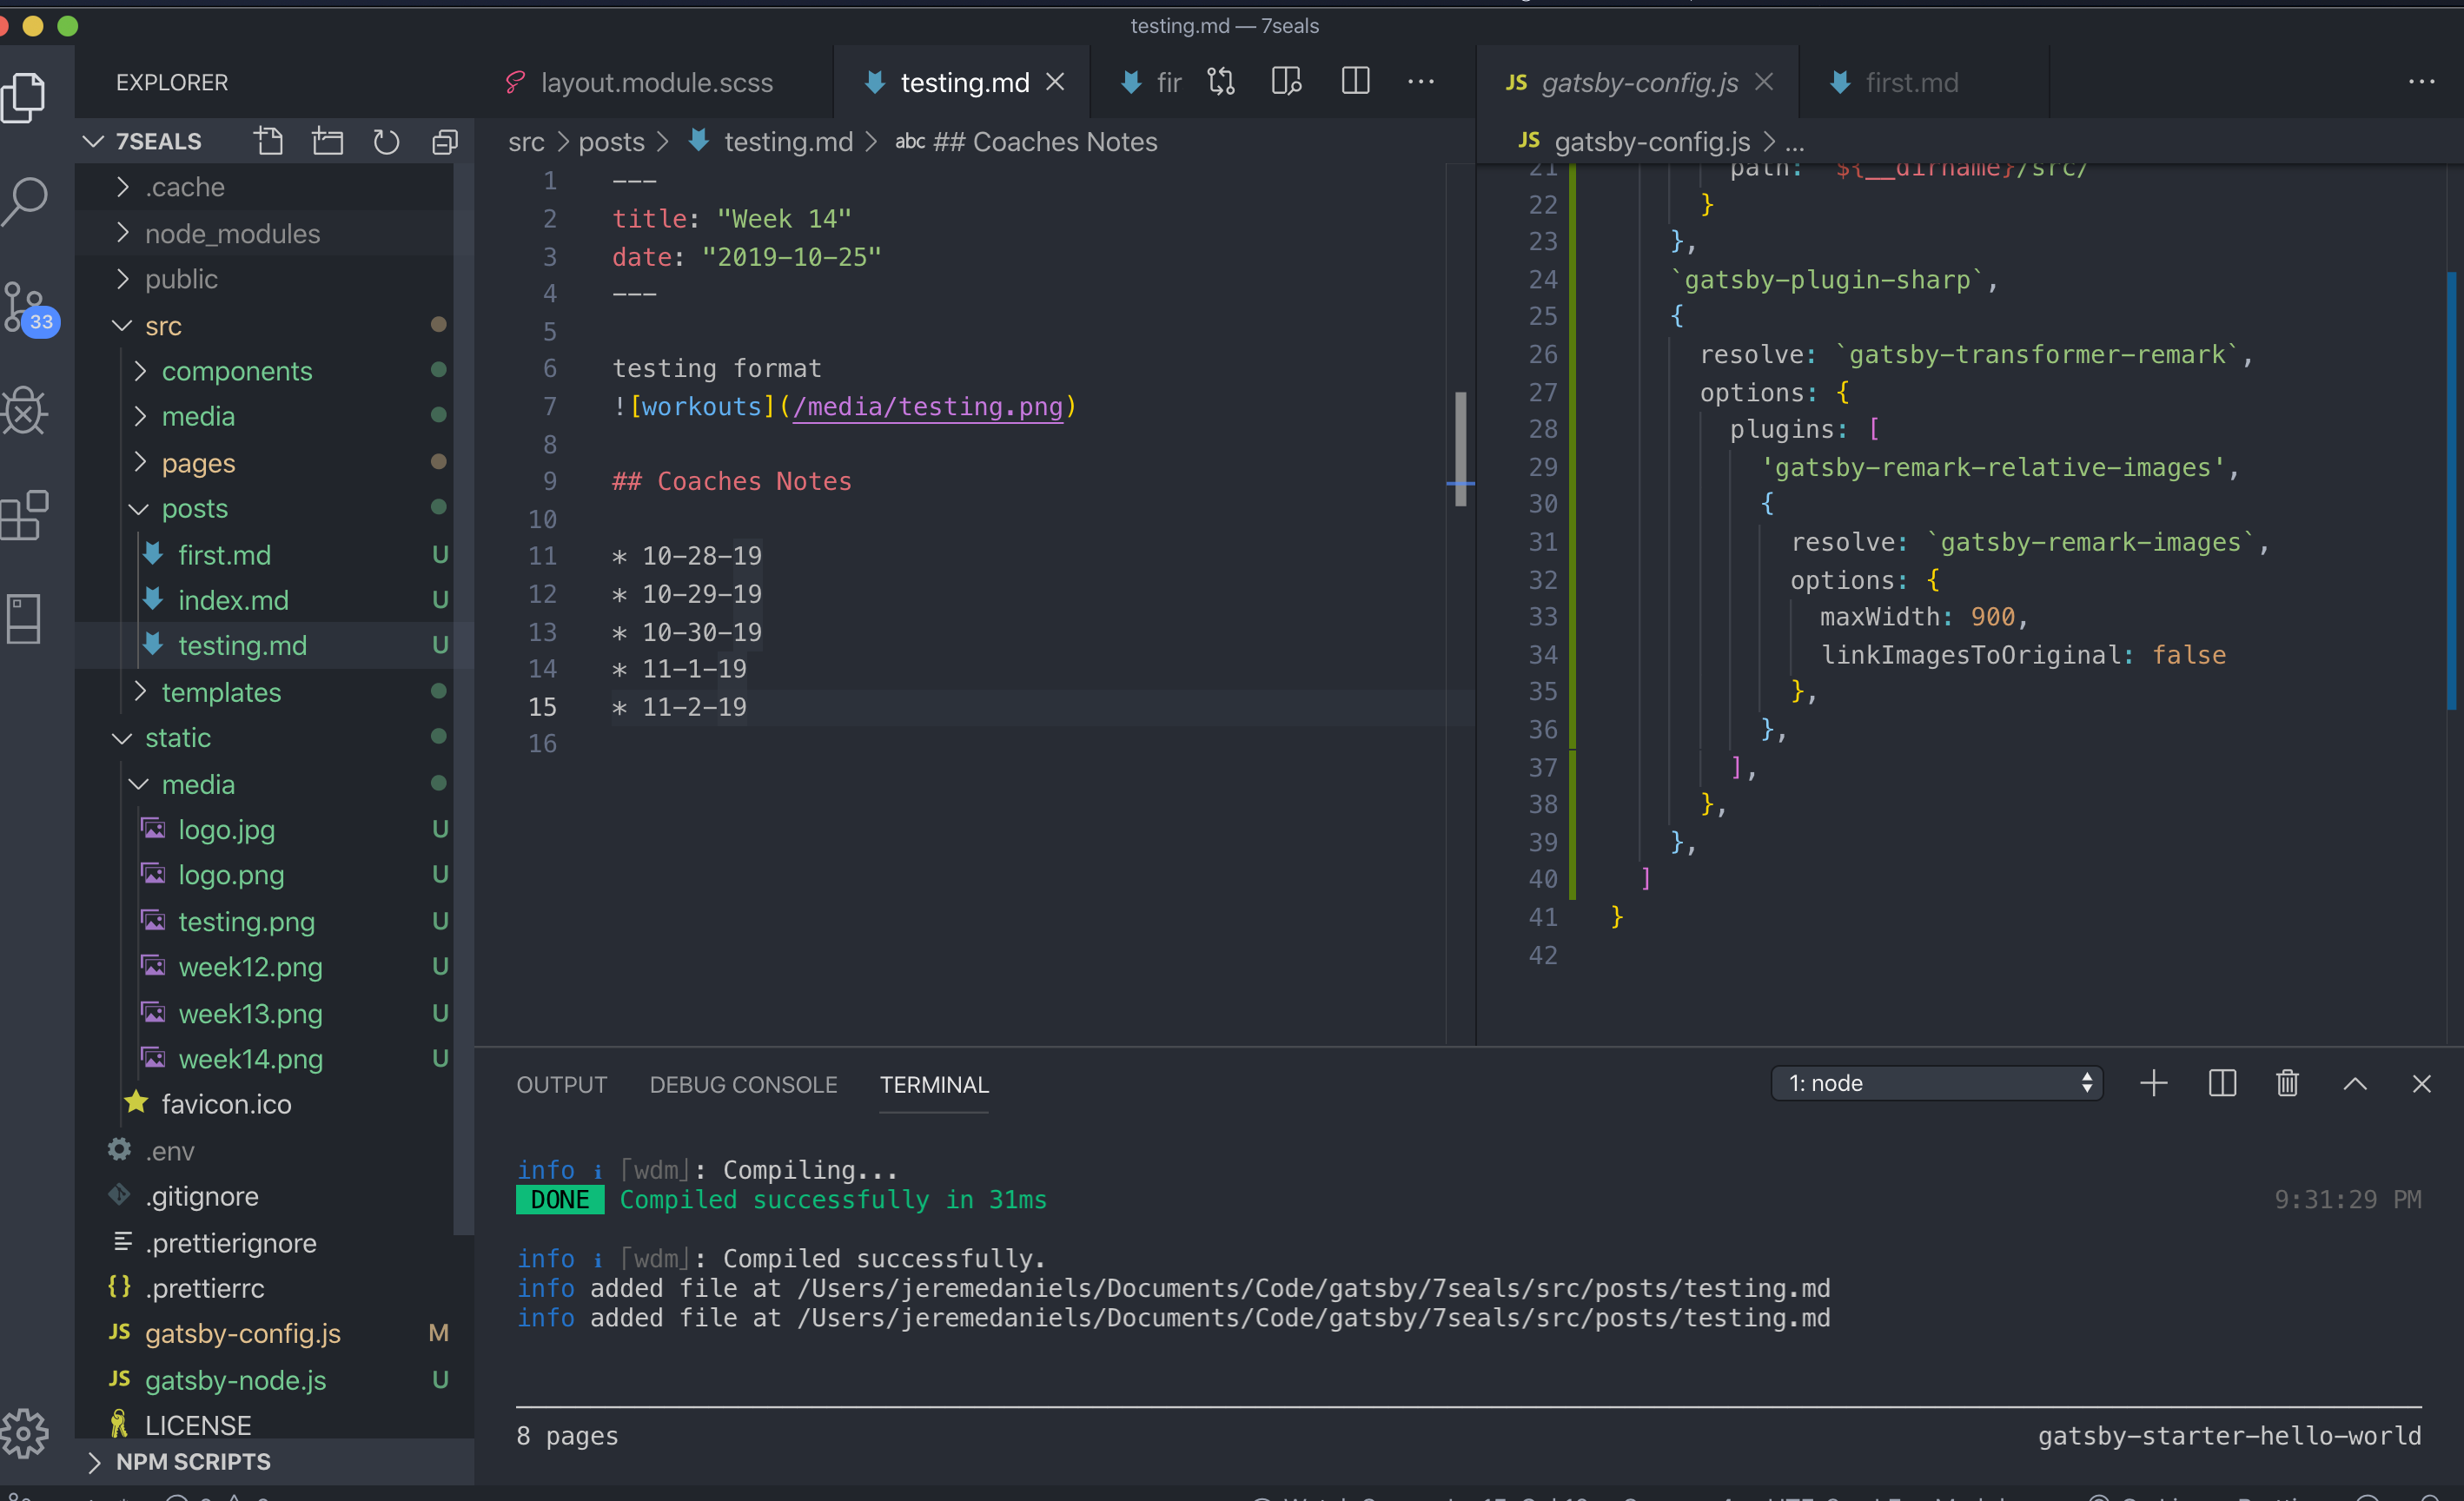 testing.md — 7seals
EXPLORER
layout.module.scss
testing.md
fir
JS gatsby-config.js
first.md
7SEALS
src > posts > testing.md > abc ## Coaches Notes
JS gatsby-config.js > ...
.cache
node_modules
public
src
components
media
pages
posts
first.md U
index.md U
testing.md U
templates
static
media
logo.jpg U
logo.png U
testing.png U
week12.png U
week13.png U
week14.png U
favicon.ico
.env
.gitignore
.prettierignore
{} .prettierrc
JS gatsby-config.js M
JS gatsby-node.js U
LICENSE
NPM SCRIPTS
33
1 ---
2 title: "Week 14"
3 date: "2019-10-25"
4 ---
5
6 testing format
7 ![workouts](/media/testing.png)
8
9 ## Coaches Notes
10
11 * 10-28-19
12 * 10-29-19
13 * 10-30-19
14 * 11-1-19
15 * 11-2-19
16
21 path: `${__dirname}/src/`
22 }
23 },
24 `gatsby-plugin-sharp`,
25 {
26 resolve: `gatsby-transformer-remark`,
27 options: {
28 plugins: [
29 'gatsby-remark-relative-images',
30 {
31 resolve: `gatsby-remark-images`,
32 options: {
33 maxWidth: 900,
34 linkImagesToOriginal: false
35 },
36 },
37 ],
38 },
39 },
40 ]
41 }
42
OUTPUT
DEBUG CONSOLE
TERMINAL
1: node
info ℹ ｢wdm｣: Compiling...
DONE Compiled successfully in 31ms 9:31:29 PM
info ℹ ｢wdm｣: Compiled successfully.
info added file at /Users/jeremedaniels/Documents/Code/gatsby/7seals/src/posts/testing.md
info added file at /Users/jeremedaniels/Documents/Code/gatsby/7seals/src/posts/testing.md
8 pages gatsby-starter-hello-world